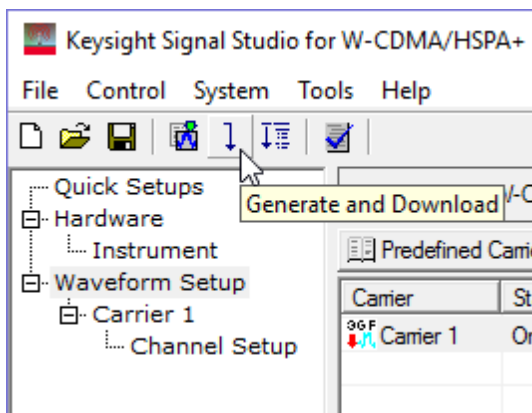 Keysight Signal Studio for W-CDMA/HSPA+
File Control System Tools Help
Quick Setups
Generate and Download
Hardware
Instrument
Predefined
Waveform Setup
Carrier
Carrier 1
3GF
Carrier 1
Channel Setup